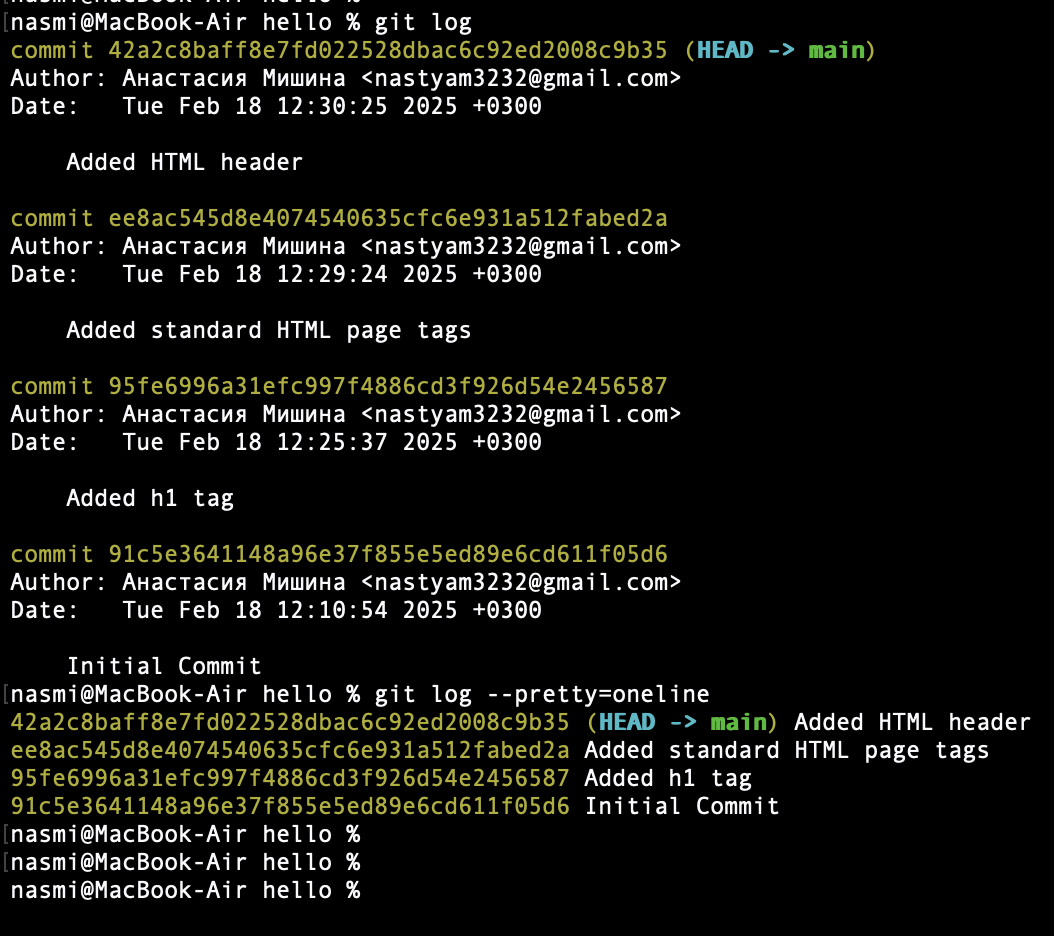 nasmi@MacBook-Air hello % git log
commit 42a2c8baff8e7fd022528dbac6c92ed2008c9b35 (HEAD -> main)
Author: Анастасия Мишина <nastyam3232@gmail.com>
Date:   Tue Feb 18 12:30:25 2025 +0300
    Added HTML header
commit ee8ac545d8e4074540635cfc6e931a512fabed2a
Author: Анастасия Мишина <nastyam3232@gmail.com>
Date:   Tue Feb 18 12:29:24 2025 +0300
    Added standard HTML page tags
commit 95fe6996a31efc997f4886cd3f926d54e2456587
Author: Анастасия Мишина <nastyam3232@gmail.com>
Date:   Tue Feb 18 12:25:37 2025 +0300
    Added h1 tag
commit 91c5e3641148a96e37f855e5ed89e6cd611f05d6
Author: Анастасия Мишина <nastyam3232@gmail.com>
Date:   Tue Feb 18 12:10:54 2025 +0300
    Initial Commit
nasmi@MacBook-Air hello % git log --pretty=oneline
42a2c8baff8e7fd022528dbac6c92ed2008c9b35 (HEAD -> main) Added HTML header
ee8ac545d8e4074540635cfc6e931a512fabed2a Added standard HTML page tags
95fe6996a31efc997f4886cd3f926d54e2456587 Added h1 tag
91c5e3641148a96e37f855e5ed89e6cd611f05d6 Initial Commit
nasmi@MacBook-Air hello %
nasmi@MacBook-Air hello %
nasmi@MacBook-Air hello %